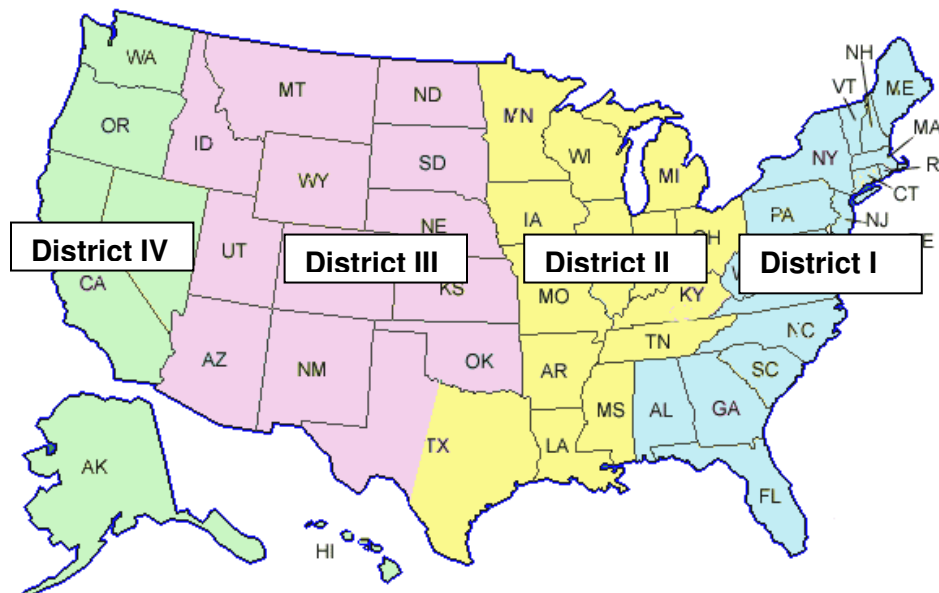 NH
WA
MT
ND
MN
VT
ME
OR
ID
WI
MA
SD
NY
R
WY
MI
CT
IA
PA
NE
NJ
UT
OH
E
District IV
District III
District II
District I
CA
KS
MO
KY
NC
TN
AZ
NM
OK
AR
SC
MS
AL
GA
TX
LA
AK
FL
HI